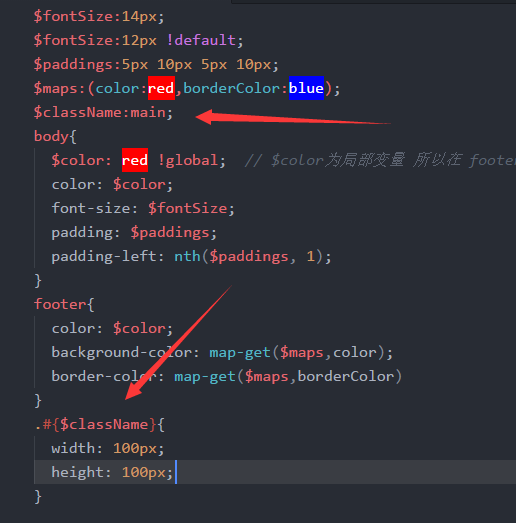 $fontSize:14px;
$fontSize:12px !default;
$paddings:5px 10px 5px 10px;
$maps:(color:red,borderColor:blue);
$className:main;
body{
  $color: red !global;  // $color为局部变量 所以在 footer
  color: $color;
  font-size: $fontSize;
  padding: $paddings;
  padding-left: nth($paddings, 1);
}
footer{
  color: $color;
  background-color: map-get($maps,color);
  border-color: map-get($maps,borderColor)
}
.#{$className}{
  width: 100px;
  height: 100px;
}